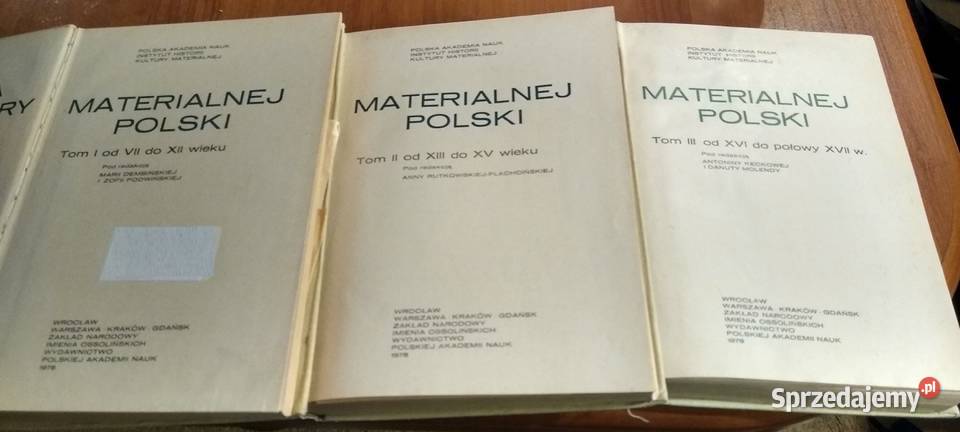 A
RY
POLSKA AKADEMIA NAUK
INSTYTUT HISTORII
KULTURY MATERIALNEJ
MATERIALNEJ
POLSKI
Tom I od VII do XII wieku
Pod redakcją
MARII DEMBIŃSKIEJ
I ZOFII PODWIŃSKIEJ
WROCŁAW
WARSZAWA·KRAKÓW·GDAŃSK
ZAKŁAD NARODOWY
IMIENIA OSSOLIŃSKICH
WYDAWNICTWO
POLSKIEJ AKADEMII NAUK
1978
POLSKA AKADEMIA NAUK
INSTYTUT HISTORII
KULTURY MATERIALNEJ
MATERIALNEJ
POLSKI
Tom II od XIII do XV wieku
Pod redakcją
ANNY RUTKOWSKIEJ-PŁACHCIŃSKIEJ
WROCŁAW
WARSZAWA·KRAKÓW·GDAŃSK
ZAKŁAD NARODOWY
IMIENIA OSSOLIŃSKICH
WYDAWNICTWO
POLSKIEJ AKADEMII NAUK
1978
POLSKA AKADEMIA NAUK
INSTYTUT HISTORII
KULTURY MATERIALNEJ
MATERIALNEJ
POLSKI
Tom III od XVI do połowy XVII w.
Pod redakcją
ANTONINY KECKOWEJ
I DANUTY MOLENDY
WROCŁAW
WARSZAWA·KRAKÓW·GDAŃSK
ZAKŁAD NARODOWY
IMIENIA OSSOLIŃSKICH
WYDAWNICTWO
POLSKIEJ AKADEMII NAUK
1978
Sprzedajemy.pl